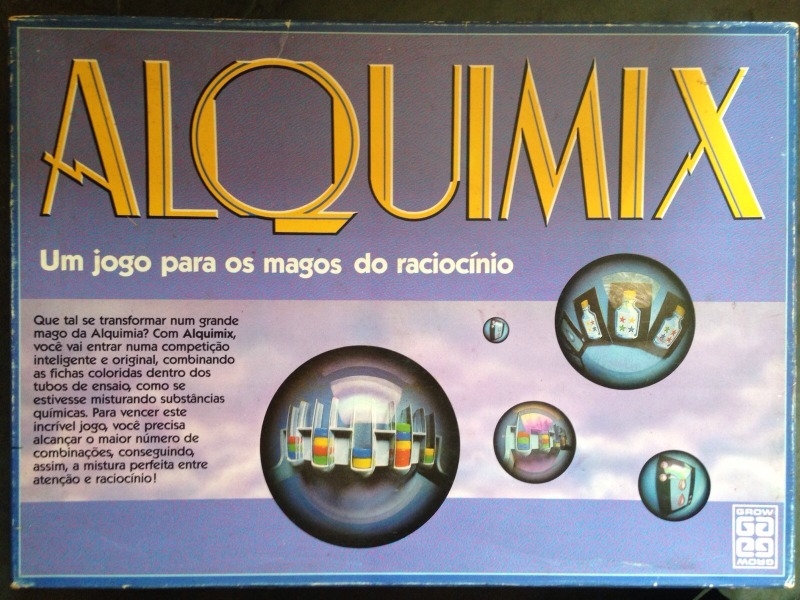 ALQUIMIX
Um jogo para os magos do raciocínio
Que tal se transformar num grande
mago da Alquimia? Com Alquimix,
você vai entrar numa competição
inteligente e original, combinando
as fichas coloridas dentro dos
tubos de ensaio, como se
estivesse misturando substâncias
químicas. Para vencer este
incrível jogo, você precisa
alcançar o maior número de
combinações, conseguindo,
assim, a mistura perfeita entre
atenção e raciocínio!
GROW
GROW